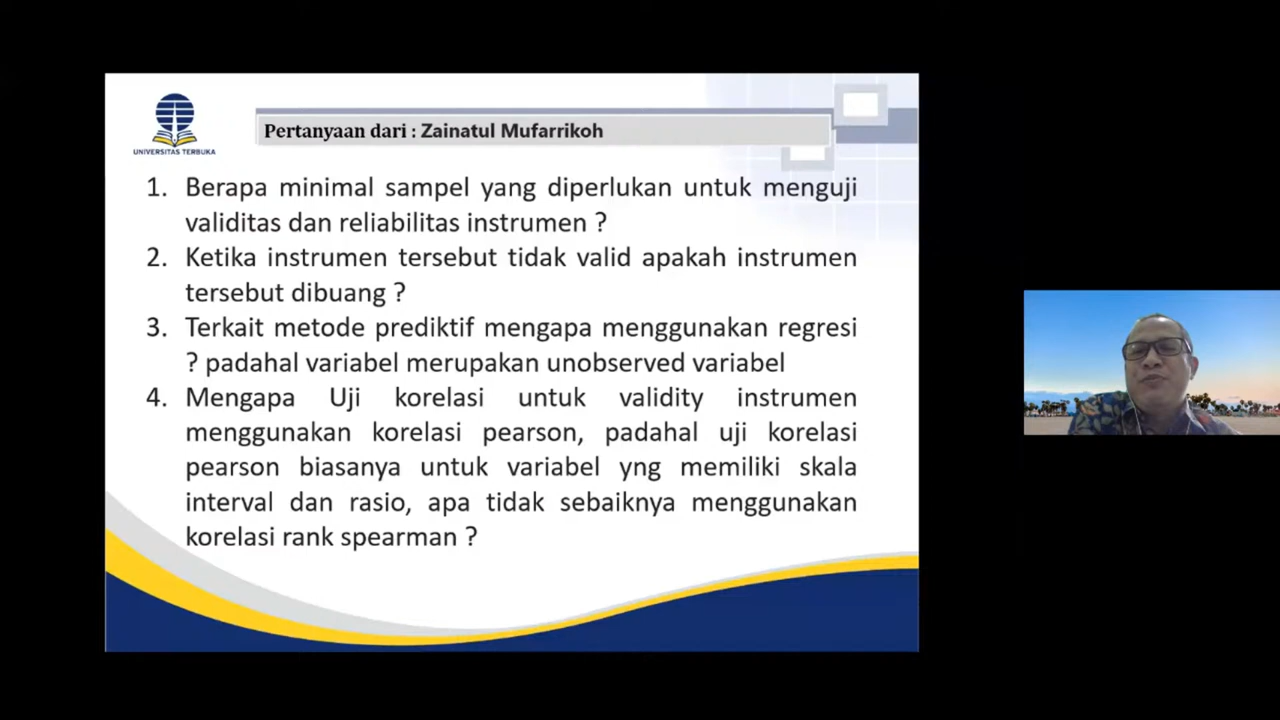 UNIVERSITAS TERBUKA
Pertanyaan dari : Zainatul Mufarrikoh
1. Berapa minimal sampel yang diperlukan untuk menguji
validitas dan reliabilitas instrumen ?
2. Ketika instrumen tersebut tidak valid apakah instrumen
tersebut dibuang ?
3. Terkait metode prediktif mengapa menggunakan regresi
? padahal variabel merupakan unobserved variabel
4. Mengapa Uji korelasi untuk validity instrumen
menggunakan korelasi pearson, padahal uji korelasi
pearson biasanya untuk variabel yng memiliki skala
interval dan rasio, apa tidak sebaiknya menggunakan
korelasi rank spearman ?